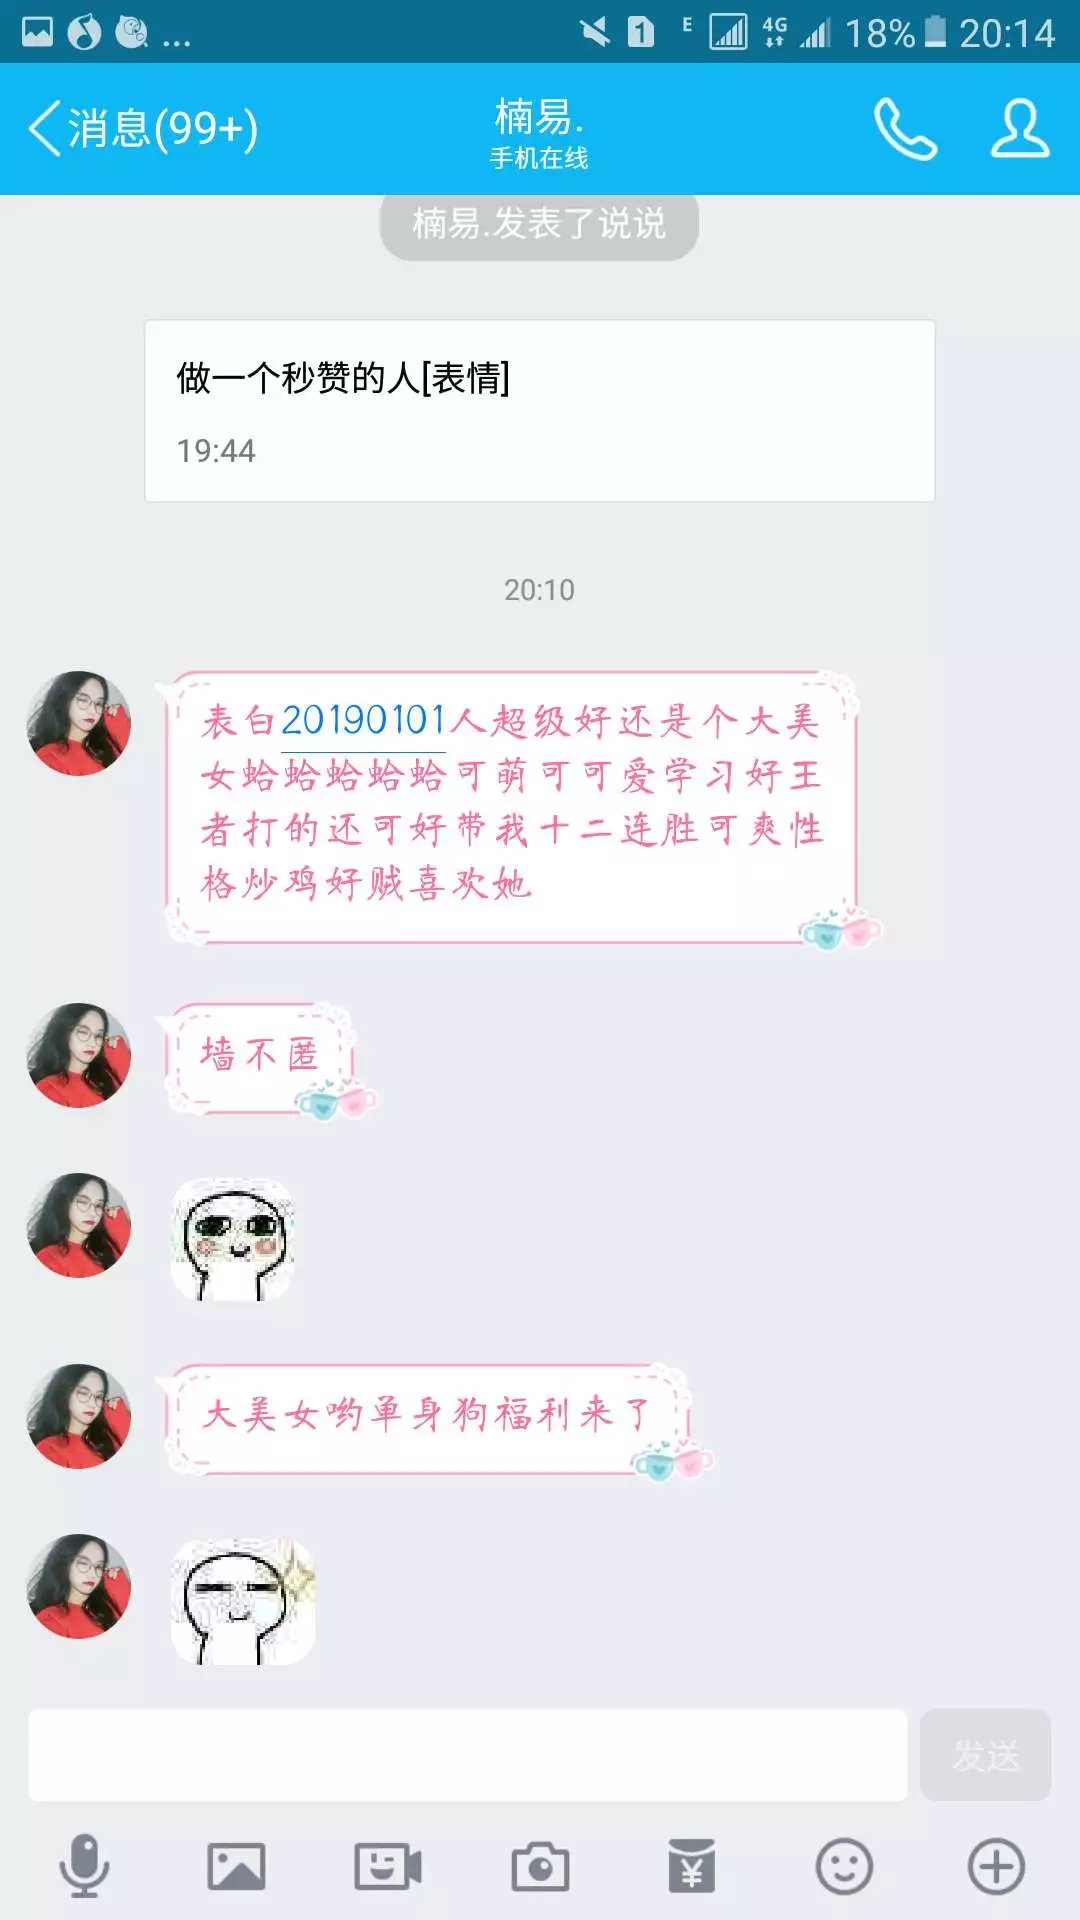 1 E 4G 18% 20:14
消息(99+)
楠易.
手机在线
楠易.发表了说说
做一个秒赞的人[表情]
19:44
20:10
表白20190101人超级好还是个大美
女蛤蛤蛤蛤蛤可萌可可爱学习好王
者打的还可好带我十二连胜可爽性
格炒鸡好贼喜欢她
墙不匿
大美女哟单身狗福利来了
发送